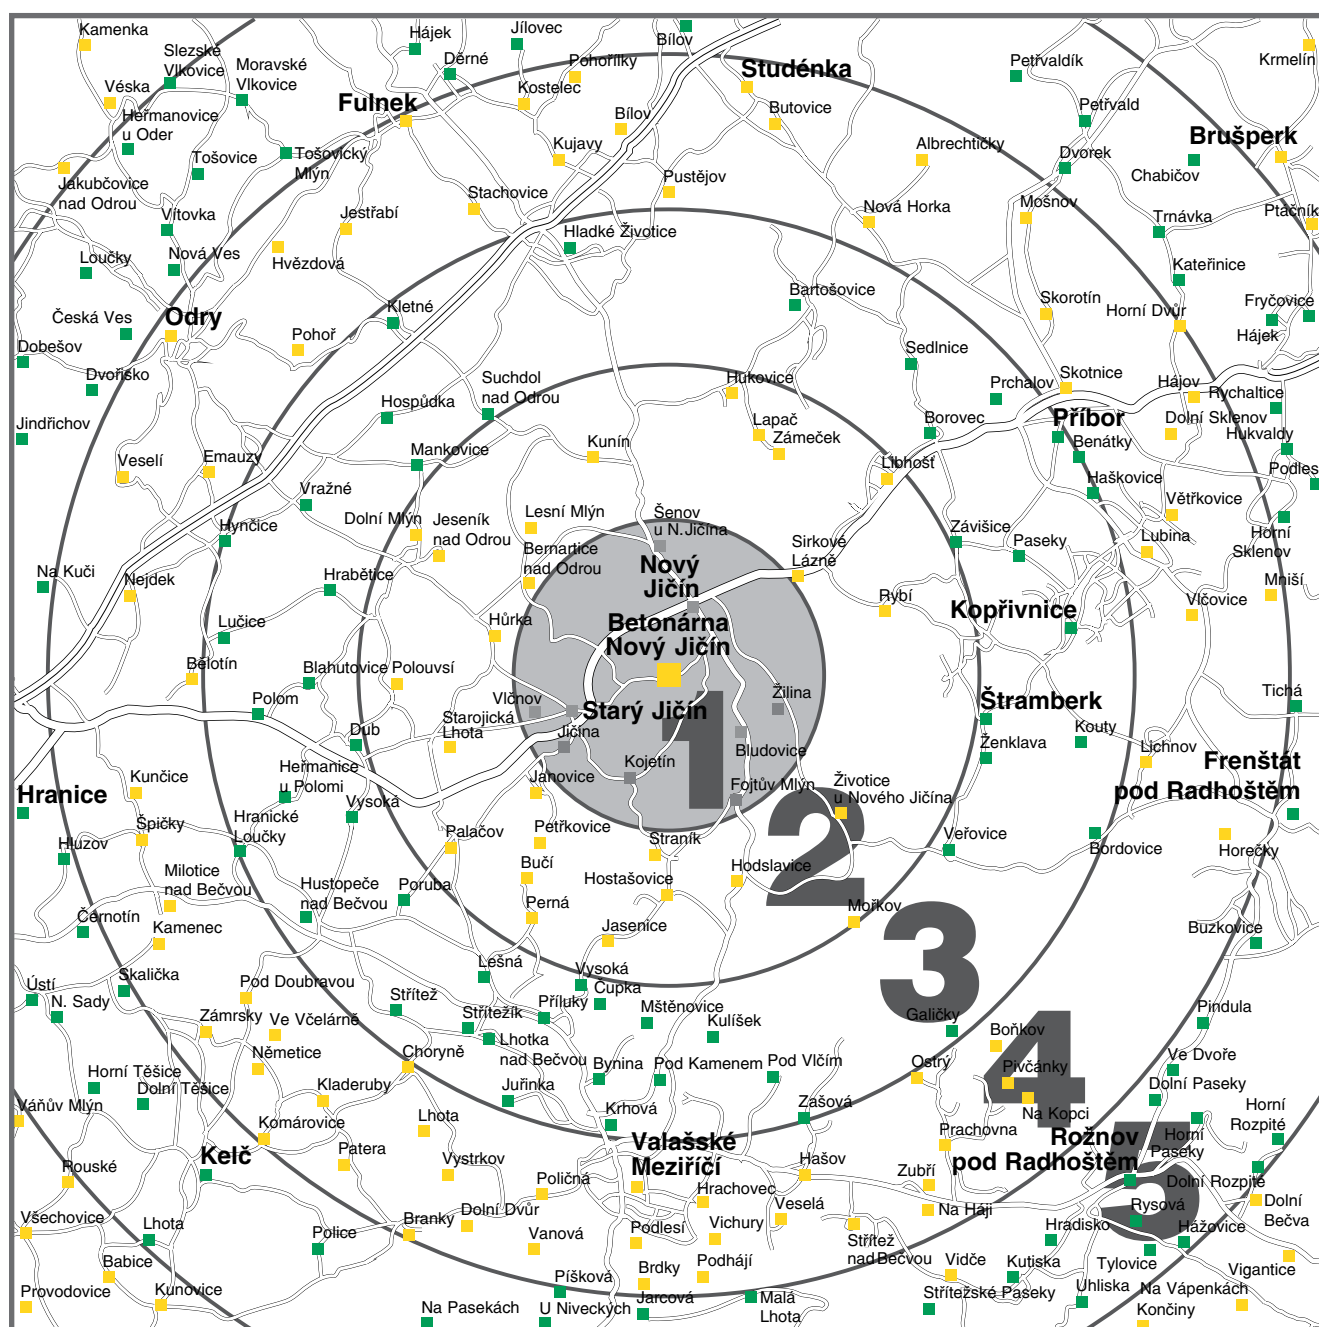 Kamenka
Slezské
Vlkovice
Moravské
Vlkovice
Hájek
Děrné
Jílovec
Pohořílky
Kostelec
Bílov
Studénka
Butovice
Petřvaldík
Krmelín
Petřvald
Véska
Heřmanovice
u Oder
Fulnek
Bílov
Kujavy
Albrechtičky
Brušperk
Dvorek
Chabičov
Tošovice
Tošovický
Mlýn
Jakubčovice
nad Odrou
Stachovice
Pustějov
Vítovka
Jestřabí
Nová Horka
Mošnov
Trnávka
Ptačník
Hladké Životice
Loučky
Nová Ves
Hvězdová
Kateřinice
Bartošovice
Skorotín
Horní Dvůr
Fryčovice
Hájek
Česká Ves
Odry
Kletné
Pohoř
Dobešov
Dvořisko
Sedlnice
Suchdol
nad Odrou
Hukovice
Prchalov
Skotnice
Hájov
Rychaltice
Jindřichov
Hospůdka
Lapač
Zámeček
Borovec
Příbor
Dolní Sklenov
Hukvaldy
Kunín
Benátky
Mankovice
Veselí
Emauzy
Libhošť
Haškovice
Podles
Vražné
Větřkovice
Hynčice
Dolní Mlýn
Jeseník
nad Odrou
Lesní Mlýn
Šenov
u N.Jičína
Závišice
Horní
Sklenov
Bernartice
nad Odrou
Sirkové
Lázně
Paseky
Lubina
Nový
Jičín
Na Kuči
Nejdek
Hrabětice
Mniší
Rybí
Kopřivnice
Vlčovice
Lučice
Hůrka
Betonárna
Nový Jičín
Bělotín
Blahutovice
Polouvsí
Polom
Vlčnov
Starý Jičín
1
Žilina
Štramberk
Tichá
Starojická
Lhota
Dub
Jičína
Bludovice
Ženklava
Kouty
Lichnov
Frenštát
pod Radhoštěm
Kunčice
Heřmanice
u Polomi
Janovice
Kojetín
Fojtův Mlýn
Životice
u Nového Jičína
Hranice
Vysoká
Špičky
Hranické
Loučky
Palačov
Petřkovice
Straník
2
Veřovice
Bordovice
Horečky
Hluzov
Bučí
Hodslavice
Milotice
nad Bečvou
Hustopeče
nad Bečvou
Poruba
Hostašovice
Perná
Mořkov
3
Černotín
Kamenec
Jasenice
Buzkovice
Lešná
Vysoká
Čupka
Ústí
Skalička
Pod Doubravou
N. Sady
Střítež
Střítežík
Příluky
Mštěnovice
Galičky
Pindula
Zámrsky
Ve Včelárně
Lhotka
nad Bečvou
Kulíšek
Boňkov
4
Choryně
Ve Dvoře
Němetice
Bynina
Pod Kamenem
Pod Vlčím
Ostrý
Pivčánky
Horní Těšice
Dolní Těšice
Kladeruby
Juřinka
Dolní Paseky
Váňův Mlýn
Krhová
Zašová
Na Kopci
Horní
Rozpité
Komárovice
Lhota
Prachovna
Rožnov
pod Radhoštěm
Horní
Paseky
5
Kelč
Valašské
Meziříčí
Patera
Rouské
Vystrkov
Poličná
Hašov
Zubří
Dolní Rozpité
Hrachovec
Všechovice
Dolní Dvůr
Veselá
Na Háji
Rysová
Dolní
Bečva
Lhota
Police
Branky
Vanová
Podlesí
Vichury
Střítež
nad Bečvou
Hradisko
Hážovice
Babice
Podhájí
Vidče
Kutiska
Tylovice
Vigantice
Píšková
Brdky
Provodovice
Kunovice
Střítežské Paseky
Uhliska
Na Vápenkách
Na Pasekách
U Niveckých
Jarcová
Malá
Lhota
Končiny